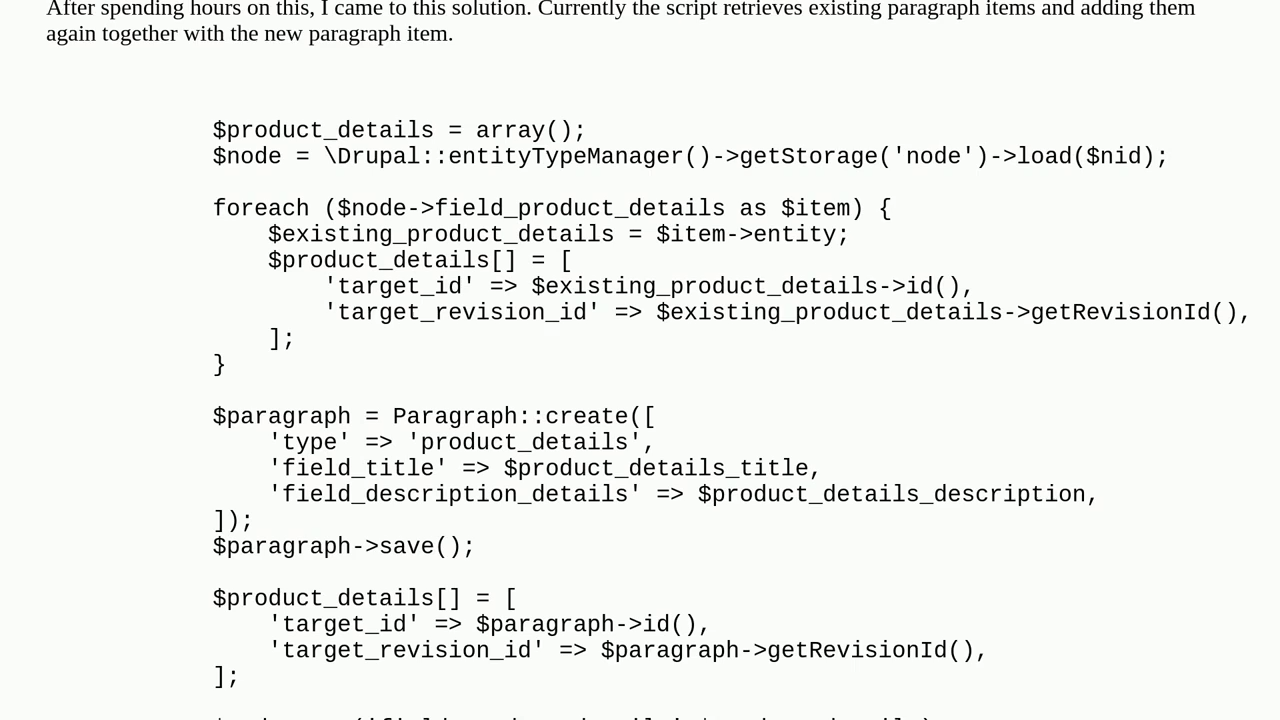 After spending hours on this, I came to this solution. Currently the script retrieves existing paragraph items and adding them
again together with the new paragraph item.
$product_details = array();
$node = \Drupal::entityTypeManager()->getStorage('node')->load($nid);
foreach ($node->field_product_details as $item) {
    $existing_product_details = $item->entity;
    $product_details[] = [
        'target_id' => $existing_product_details->id(),
        'target_revision_id' => $existing_product_details->getRevisionId(),
    ];
}
$paragraph = Paragraph::create([
    'type' => 'product_details',
    'field_title' => $product_details_title,
    'field_description_details' => $product_details_description,
]);
$paragraph->save();
$product_details[] = [
    'target_id' => $paragraph->id(),
    'target_revision_id' => $paragraph->getRevisionId(),
];